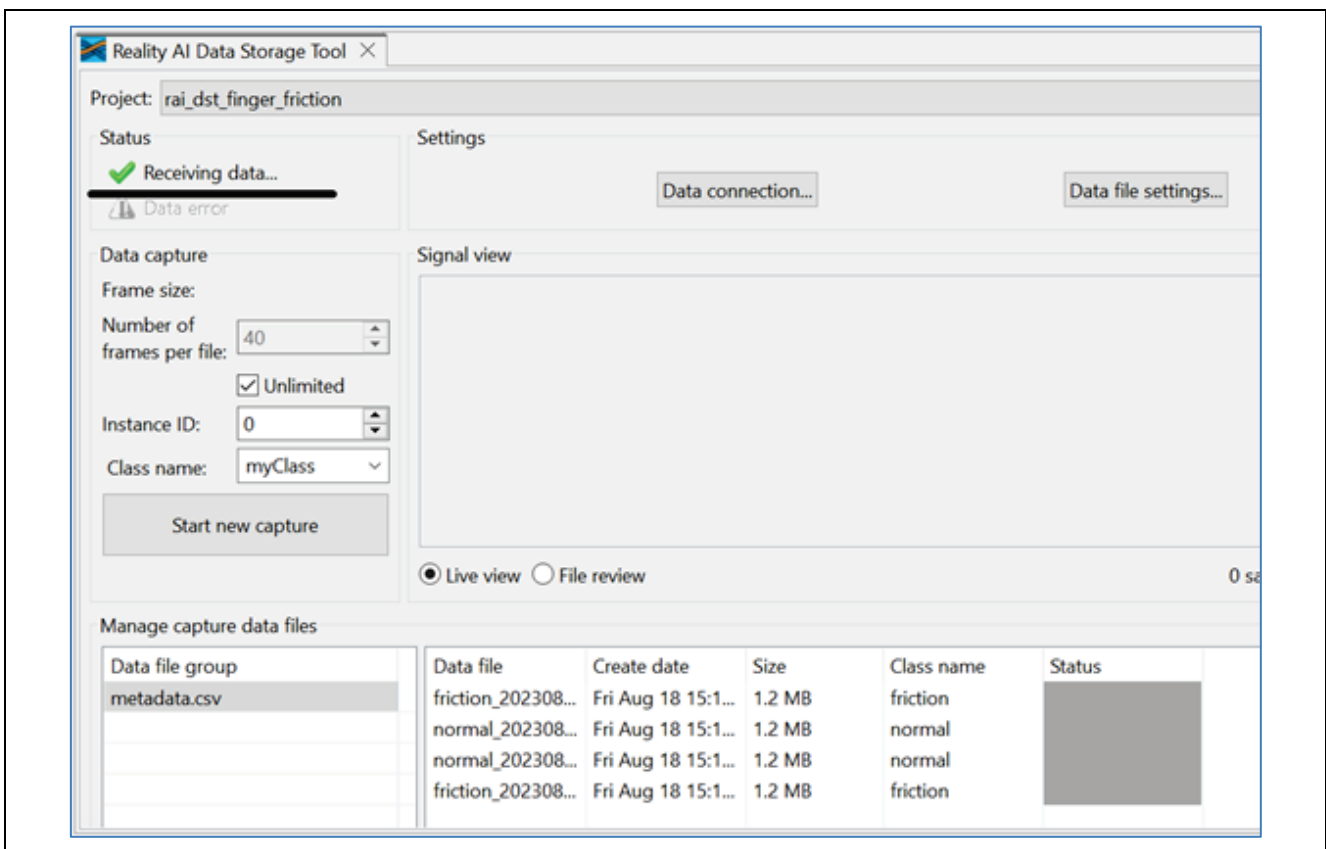 Reality AI Data Storage Tool
Project: rai_dst_finger_friction
Status
Receiving data...
Data error
Settings
Data connection...
Data file settings...
Data capture
Frame size:
Number of
frames per file:
40
Unlimited
Instance ID:
0
Class name:
myClass
Start new capture
Signal view
Live view
File review
0 sa
Manage capture data files
Data file group
metadata.csv
Data file Create date Size Class name Status
friction_202308... Fri Aug 18 15:1... 1.2 MB friction
normal_202308... Fri Aug 18 15:1... 1.2 MB normal
normal_202308... Fri Aug 18 15:1... 1.2 MB normal
friction_202308... Fri Aug 18 15:1... 1.2 MB friction